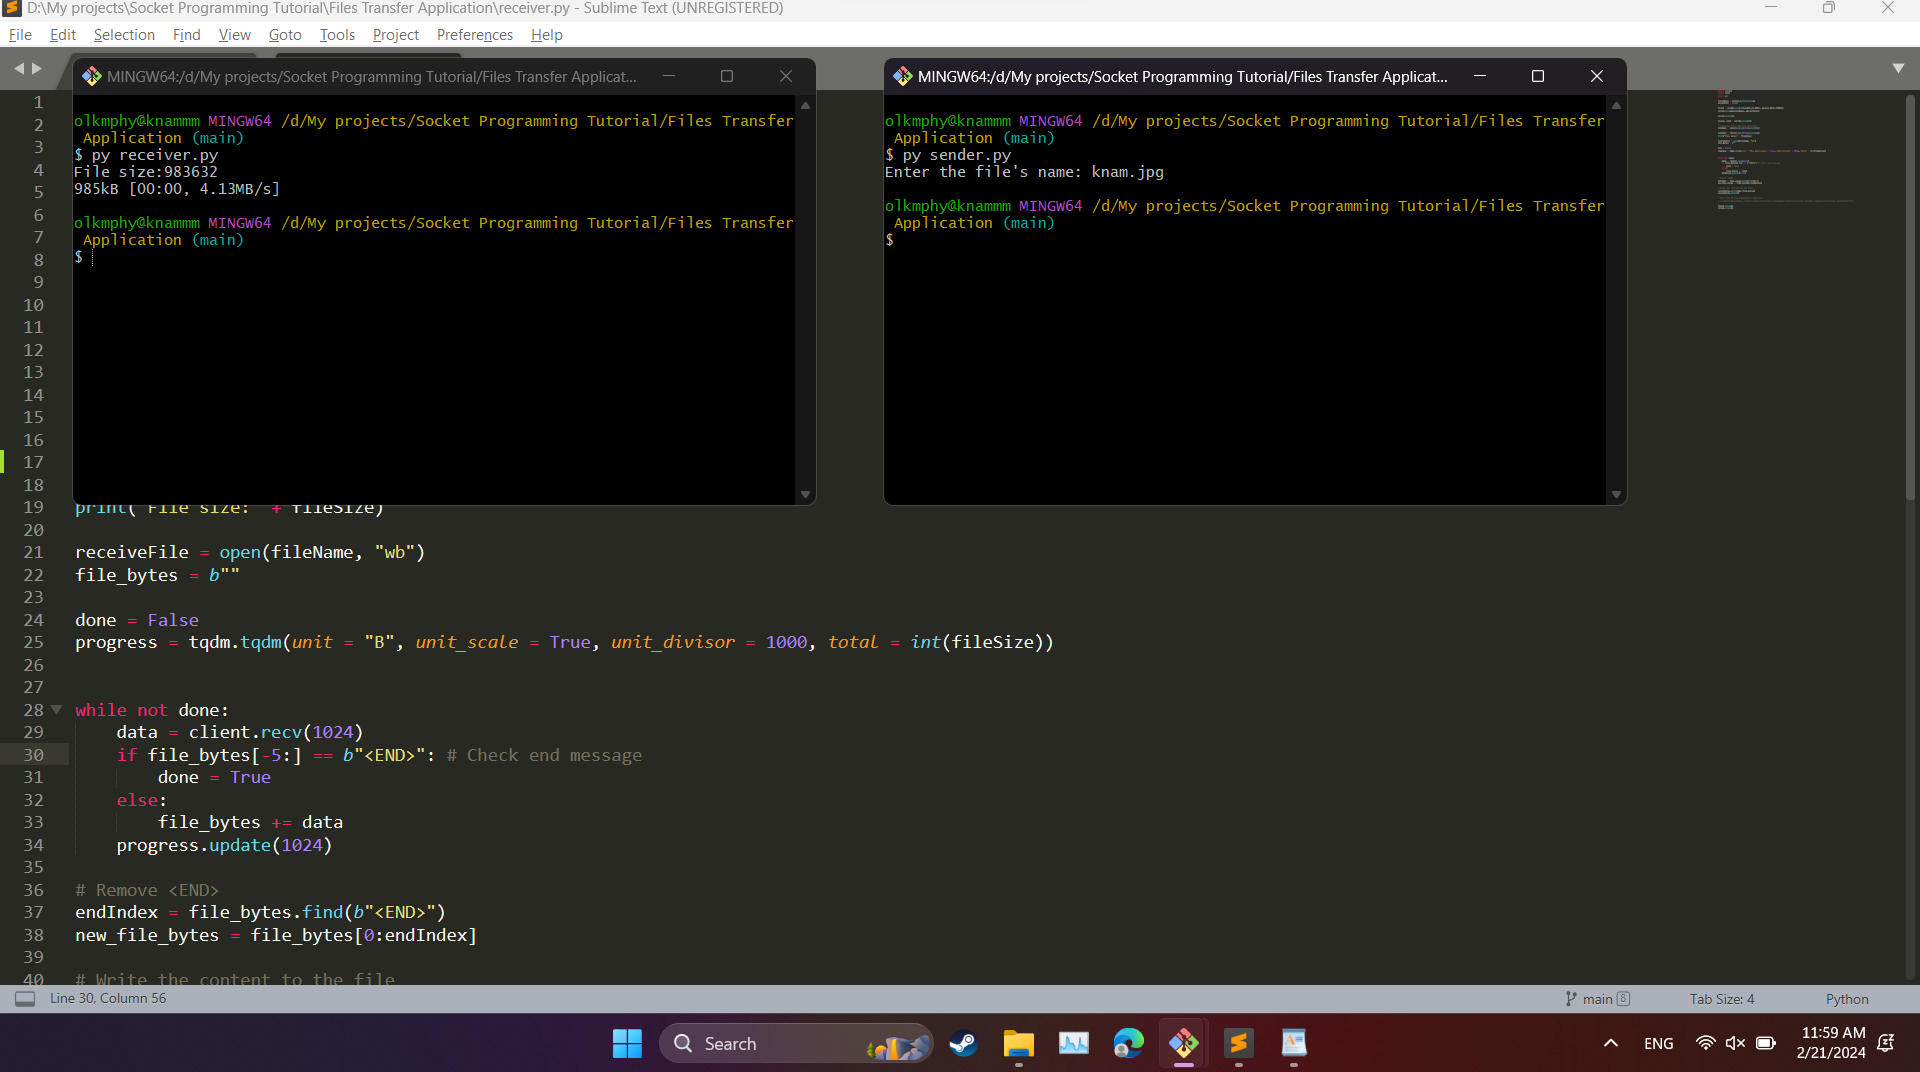 D:\My projects\Socket Programming Tutorial\Files Transfer Application\receiver.py - Sublime Text (UNREGISTERED)
File Edit Selection Find View Goto Tools Project Preferences Help
MINGW64:/d/My projects/Socket Programming Tutorial/Files Transfer Applicat...
olkmphy@knammm MINGW64 /d/My projects/Socket Programming Tutorial/Files Transfer
Application (main)
$ py receiver.py
File size:983632
985kB [00:00, 4.13MB/s]
olkmphy@knammm MINGW64 /d/My projects/Socket Programming Tutorial/Files Transfer
Application (main)
$
MINGW64:/d/My projects/Socket Programming Tutorial/Files Transfer Applicat...
olkmphy@knammm MINGW64 /d/My projects/Socket Programming Tutorial/Files Transfer
Application (main)
$ py sender.py
Enter the file's name: knam.jpg
olkmphy@knammm MINGW64 /d/My projects/Socket Programming Tutorial/Files Transfer
Application (main)
$
1
2
3
4
5
6
7
8
9
10
11
12
13
14
15
16
17
18
19 print("File size: " + fileSize)
20
21 receiveFile = open(fileName, "wb")
22 file_bytes = b""
23
24 done = False
25 progress = tqdm.tqdm(unit = "B", unit_scale = True, unit_divisor = 1000, total = int(fileSize))
26
27
28 while not done:
29 data = client.recv(1024)
30 if file_bytes[-5:] == b"<END>": # Check end message
31 done = True
32 else:
33 file_bytes += data
34 progress.update(1024)
35
36 # Remove <END>
37 endIndex = file_bytes.find(b"<END>")
38 new_file_bytes = file_bytes[0:endIndex]
39
40 # Write the content to the file
Line 30, Column 56 main 8 Tab Size: 4 Python
Search
ENG
11:59 AM
2/21/2024